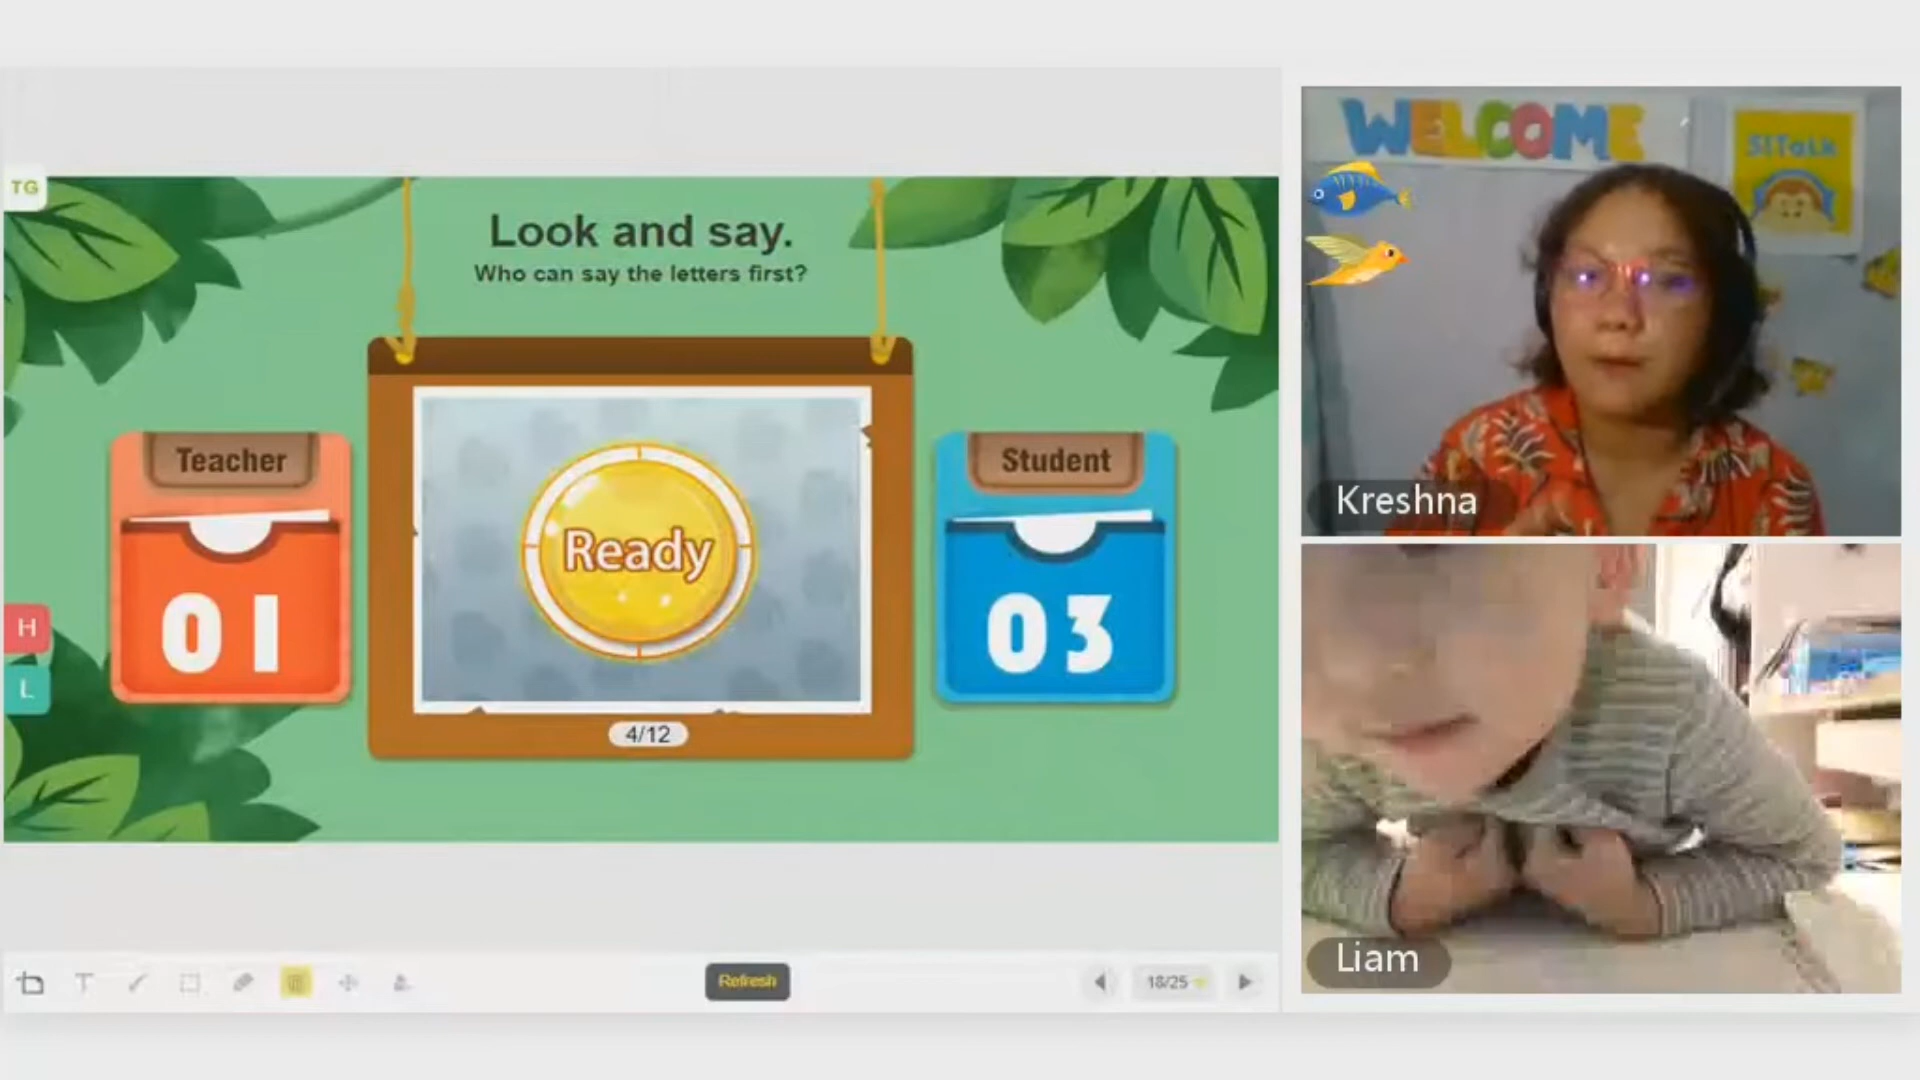 TG
Look and say.
Who can say the letters first?
Teacher
01
Ready
4/12
Student
03
H
L
Refresh
18/25
WELCOME
51Talk
Kreshna
Liam